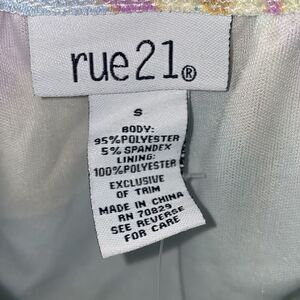 rue21®
S
BODY:
95%POLYESTER
5% SPANDEX
LINING:
100%POLYESTER
EXCLUSIVE
OF TRIM
MADE IN CHINA
RN 70829
SEE REVERSE
FOR CARE